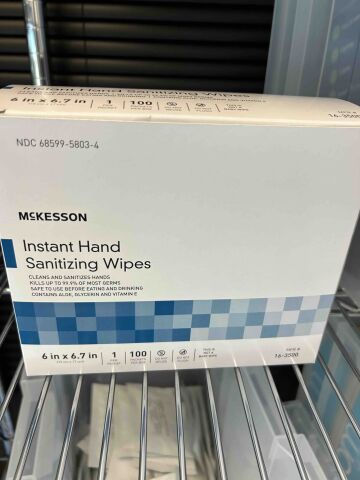 Instant Hand Sanitizing Wipes
6 in x 6.7 in 1 100
16-3500
NDC 68599-5803-4
MCKESSON
Instant Hand
Sanitizing Wipes
CLEANS AND SANITIZES HANDS
KILLS UP TO 99.9% OF MOST GERMS
SAFE TO USE BEFORE EATING AND DRINKING
CONTAINS ALOE, GLYCERIN AND VITAMIN E
6 in x 6.7 in 1 100 16-3500